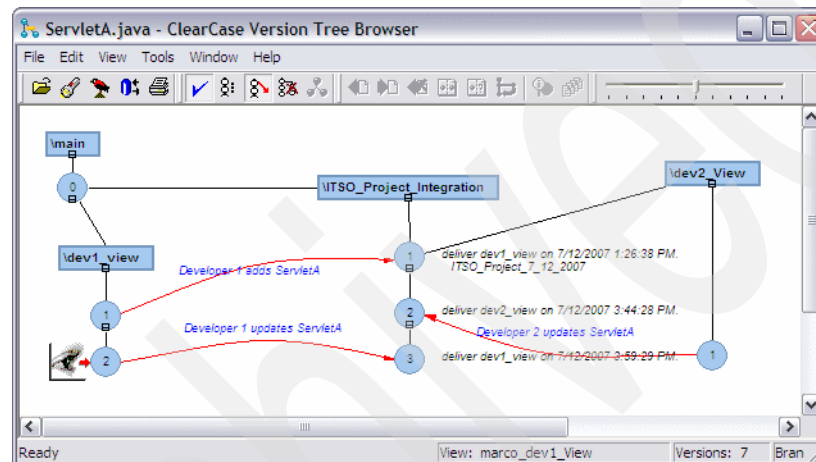 ServletA.java - ClearCase Version Tree Browser
File Edit View Tools Window Help
\main
0
\ITSO_Project_Integration
\dev2_View
\dev1_view
Developer 1 adds ServletA
1
deliver dev1_view on 7/12/2007 1:26:38 PM.
ITSO_Project_7_12_2007
1
2
deliver dev2_view on 7/12/2007 3:44:28 PM.
Developer 1 updates ServletA
Developer 2 updates ServletA
2
3
deliver dev1_view on 7/12/2007 3:59:29 PM.
1
Ready
View: marco_dev1_View
Versions: 7
Bran